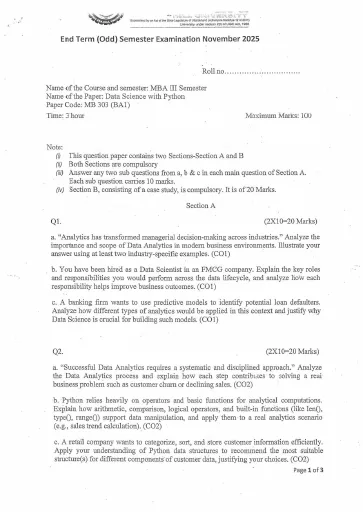 End Term (Odd) Semester Examination November 2025
Roll no..............................
Name of the Course and semester: MBA III Semester
Name of the Paper: Data Science with Python
Paper Code: MB 303 (BA1)
Time: 3 hour Maximum Marks: 100
Note:
(i) This question paper contains two Sections-Section A and B
(ii) Both Sections are compulsory
(iii) Answer any two sub questions from a, b & c in each main question of Section A.
Each sub question carries 10 marks.
(iv) Section B, consisting of a case study, is compulsory. It is of 20 Marks.
Section A
Q1. (2X10=20 Marks)
a. "Analytics has transformed managerial decision-making across industries." Analyze the
importance and scope of Data Analytics in modern business environments. Illustrate your
answer using at least two industry-specific examples. (CO1)
b. You have been hired as a Data Scientist in an FMCG company. Explain the key roles
and responsibilities you would perform across the data lifecycle, and analyze how each
responsibility helps improve business outcomes. (CO1)
c. A banking firm wants to use predictive models to identify potential loan defaulters.
Analyze how different types of analytics would be applied in this context and justify why
Data Science is crucial for building such models. (CO1)
Q2. (2X10=20 Marks)
a. "Successful Data Analytics requires a systematic and disciplined approach." Analyze
the Data Analytics process and explain how each step contributes to solving a real
business problem such as customer churn or declining sales. (CO2)
b. Python relies heavily on operators and basic functions for analytical computations.
Explain how arithmetic, comparison, logical operators, and built-in functions (like len(),
type(), range()) support data manipulation, and apply them to a real analytics scenario
(e.g., sales trend calculation). (CO2)
c. A retail company wants to categorize, sort, and store customer information efficiently.
Apply your understanding of Python data structures to recommend the most suitable
structure(s) for different components of customer data, justifying your choices. (CO2)
Page 1 of 3